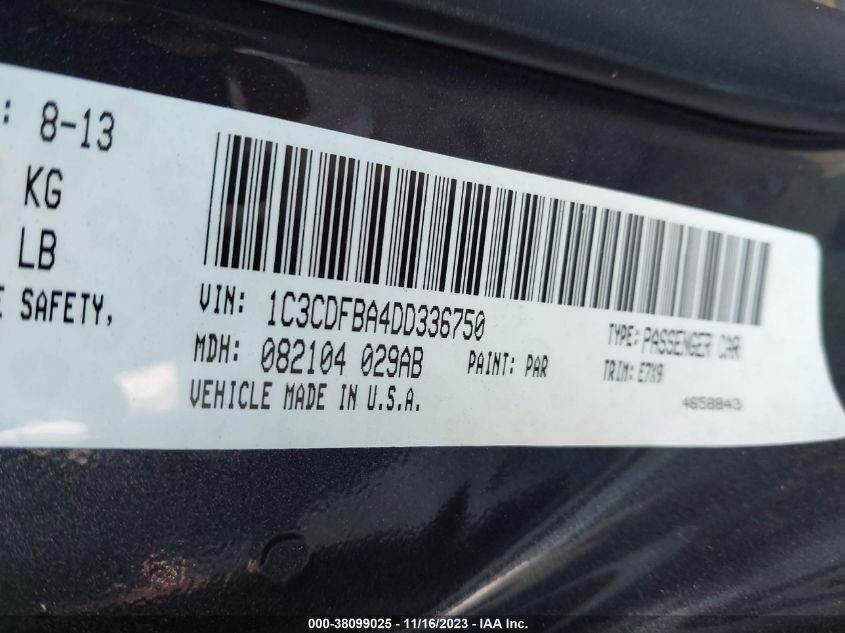 : 8-13
KG
LB
E SAFETY,
VIN: 1C3CDFBA4DD336750
TYPE: PASSENGER CAR
MDH: 082104 029AB
PAINT: PAR
TRIM: E7X9
VEHICLE MADE IN U.S.A.
4658843
000-38099025 - 11/16/2023 - IAA Inc.